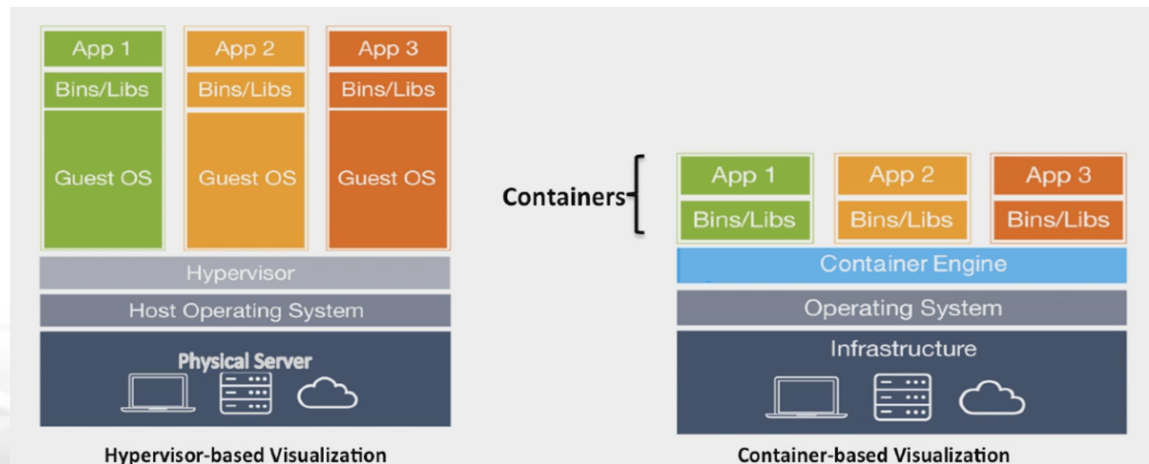 App 1
App 2
App 3
Bins/Libs
Bins/Libs
Bins/Libs
Guest OS
Guest OS
Guest OS
Hypervisor
Host Operating System
Physical Server
Hypervisor-based Visualization
Containers
App 1
App 2
App 3
Bins/Libs
Bins/Libs
Bins/Libs
Container Engine
Operating System
Infrastructure
Container-based Visualization